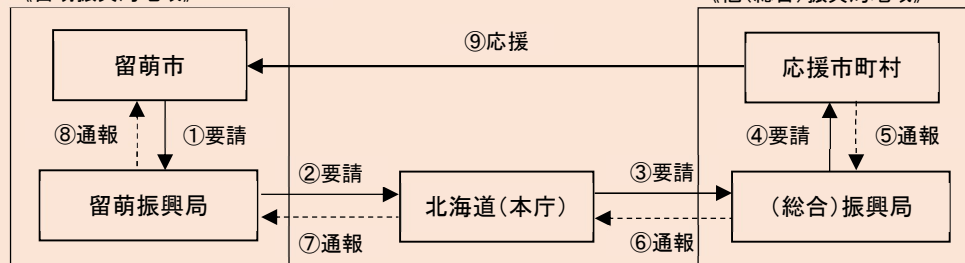 ⑨応援
留萌市
応援市町村
⑧通報
①要請
④要請
⑤通報
②要請
③要請
留萌振興局
北海道(本庁)
(総合)振興局
⑦通報
⑥通報